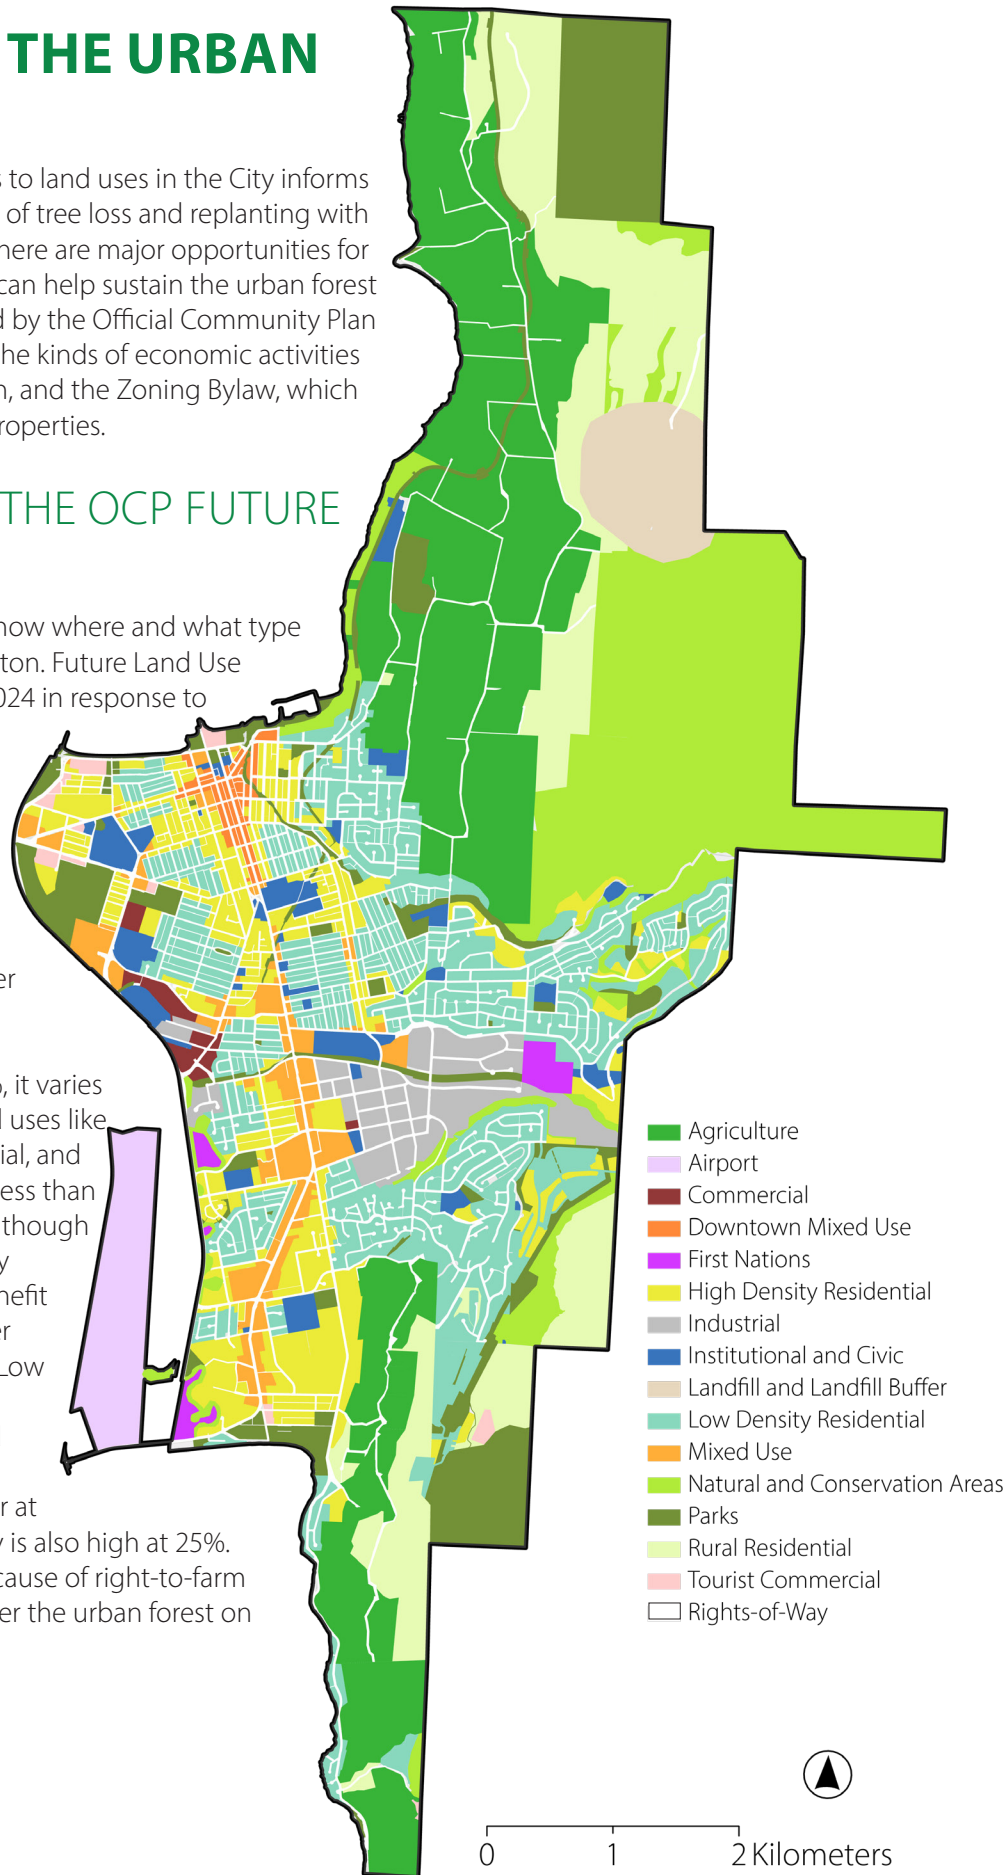 THE URBAN
s to land uses in the City informs
of tree loss and replanting with
here are major opportunities for
can help sustain the urban forest
d by the Official Community Plan
he kinds of economic activities
n, and the Zoning Bylaw, which
roperties.
THE OCP FUTURE
now where and what type
ton. Future Land Use
024 in response to
er
, it varies
l uses like
ial, and
ess than
though
y
nefit
er
Low
r at
y is also high at 25%.
cause of right-to-farm
er the urban forest on
Agriculture
Airport
Commercial
Downtown Mixed Use
First Nations
High Density Residential
Industrial
Institutional and Civic
Landfill and Landfill Buffer
Low Density Residential
Mixed Use
Natural and Conservation Areas
Parks
Rural Residential
Tourist Commercial
Rights-of-Way
0 1 2 Kilometers